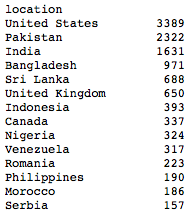 location
United States 3389
Pakistan 2322
India 1631
Bangladesh 971
Sri Lanka 688
United Kingdom 650
Indonesia 393
Canada 337
Nigeria 324
Venezuela 317
Romania 223
Philippines 190
Morocco 186
Serbia 157